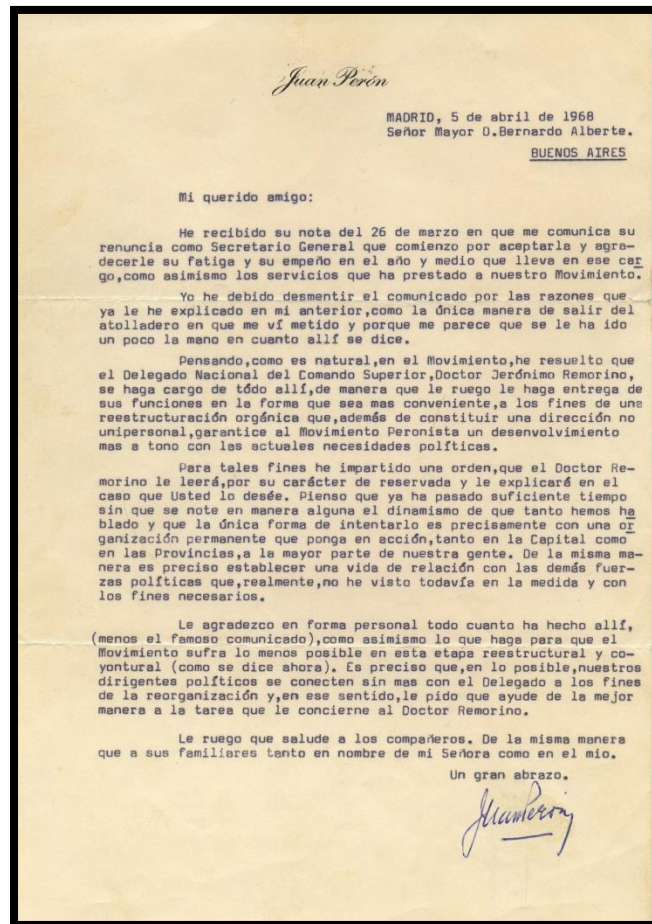 Juan Perón
MADRID, 5 de abril de 1968
Señor Mayor D.Bernardo Alberte.
BUENOS AIRES
Mi querido amigo:
He recibido su nota del 26 de marzo en que me comunica su
renuncia como Secretario General que comienzo por aceptarla y agra-
decerle su fatiga y su empeño en el año y medio que lleva en ese car
go,como asimismo los servicios que ha prestado a nuestro Movimiento.
Yo he debido desmentir el comunicado por las razones que
ya le he explicado en mi anterior,como la única manera de salir del
atolladero en que me ví metido y porque me parece que se le ha ido
un poco la mano en cuanto allí se dice.
Pensando,como es natural,en el Movimiento,he resuelto que
el Delegado Nacional del Comando Superior,Doctor Jerónimo Remorino,
se haga cargo de tódo allí,de manera que le ruego le haga entrega de
sus funciones en la forma que sea mas conveniente,a los fines de una
reestructuración orgánica que,además de constituir una dirección no
unipersonal,garantice al Movimiento Peronista un desenvolvimiento
mas a tono con las actuales necesidades políticas.
Para tales fines he impartido una orden,que el Doctor Re-
morino le leerá,por su carácter de reservada y le explicará en el
caso que Usted lo desée. Pienso que ya ha pasado suficiente tiempo
sin que se note en manera alguna el dinamismo de que tanto hemos ha
blado y que la única forma de intentarlo es precisamente con una or
ganización permanente que ponga en acción,tanto en la Capital como
en las Provincias,a la mayor parte de nuestra gente. De la misma ma-
nera es preciso establecer una vida de relación con las demás fuer-
zas políticas que,realmente,no he visto todavía en la medida y con
los fines necesarios.
Le agradezco en forma personal todo cuanto ha hecho allí,
(menos el famoso comunicado),como asimismo lo que haga para que el
Movimiento sufra lo menos posible en esta etapa reestructural y co-
yontural (como se dice ahora). Es preciso que,en lo posible,nuestros
dirigentes políticos se conecten sin mas con el Delegado a los fines
de la reorganización y,en ese sentido,le pido que ayude de la mejor
manera a la tarea que le concierne al Doctor Remorino.
Le ruego que salude a los compañeros. De la misma manera
que a sus familiares tanto en nombre de mi Señora como en el mio.
Un gran abrazo.
Juan Perón